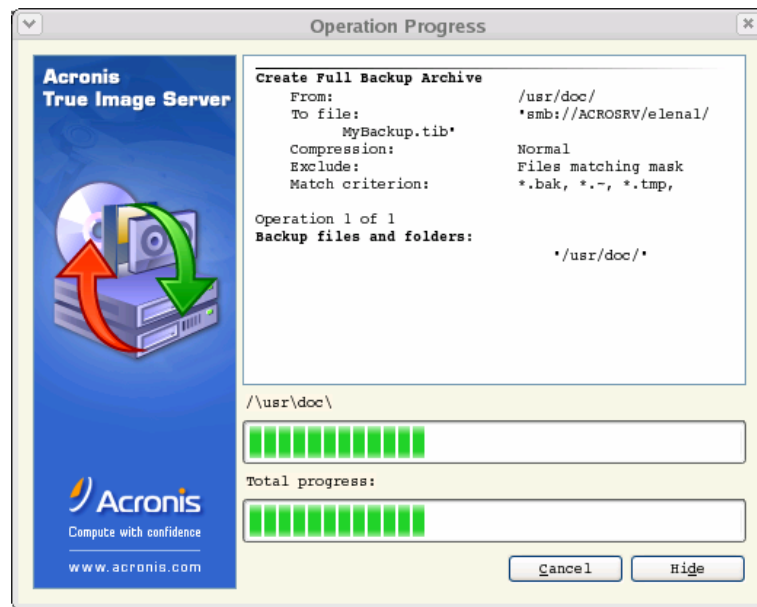 Operation Progress
Acronis
True Image Server
Create Full Backup Archive
From: /usr/doc/
To file: "smb://ACROSRV/elenal/
MyBackup.tib"
Compression: Normal
Exclude: Files matching mask
Match criterion: *.bak, *.~, *.tmp,
Operation 1 of 1
Backup files and folders:
"/usr/doc/"
/\usr\doc\
Total progress:
Acronis
Compute with confidence
www.acronis.com
Cancel
Hide